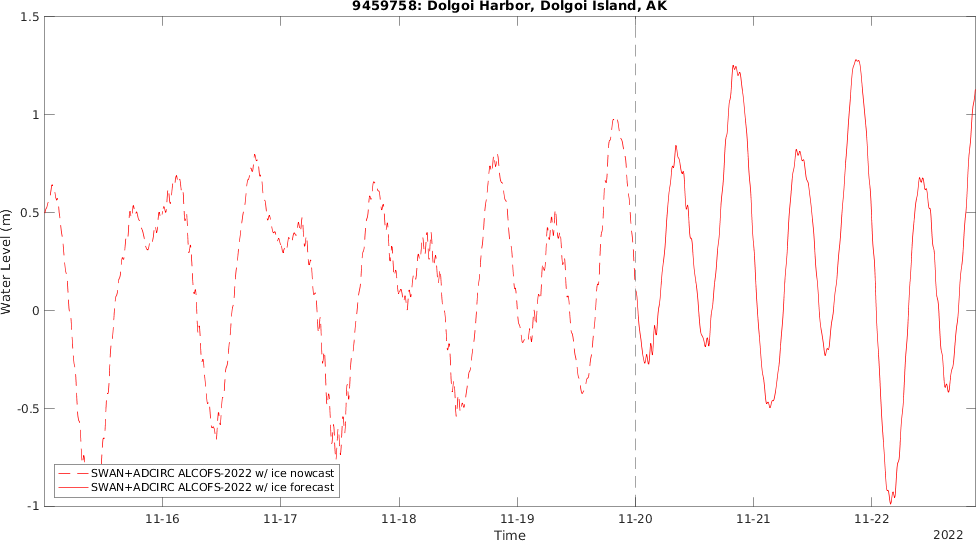 9459758: Dolgoi Harbor, Dolgoi Island, AK
1.5
1
0.5
0
-0.5
-1
Water Level (m)
SWAN+ADCIRC ALCOFS-2022 w/ ice nowcast
SWAN+ADCIRC ALCOFS-2022 w/ ice forecast
11-16 11-17 11-18 11-19 11-20 11-21 11-22
Time
2022